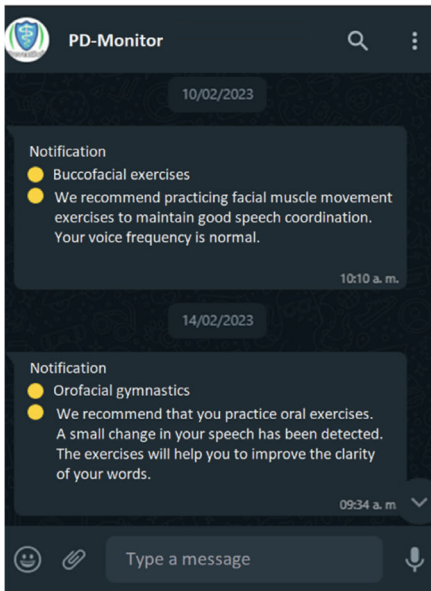 PD-Monitor
10/02/2023
Notification
Buccofacial exercises
We recommend practicing facial muscle movement
exercises to maintain good speech coordination.
Your voice frequency is normal.
10:10 a. m.
14/02/2023
Notification
Orofacial gymnastics
We recommend that you practice oral exercises.
A small change in your speech has been detected.
The exercises will help you to improve the clarity
of your words.
09:34 a. m
Type a message